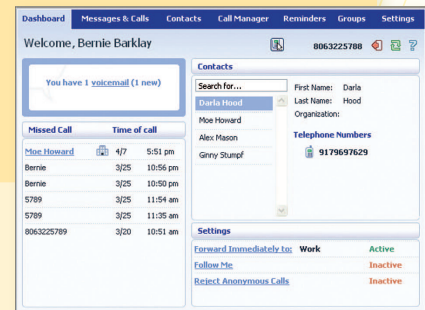 Dashboard Messages & Calls Contacts Call Manager Reminders Groups Settings
Welcome, Bernie Barklay
8063225788
You have 1 voicemail (1 new)
Missed Call Time of call
Moe Howard 4/7 5:51 pm
Bernie 3/25 10:56 pm
Bernie 3/25 10:50 pm
5789 3/25 11:54 am
5789 3/25 11:35 am
8063225789 3/20 10:51 am
Contacts
Search for...
Darla Hood
Moe Howard
Alex Mason
Ginny Stumpf
First Name: Darla
Last Name: Hood
Organization:
Telephone Numbers
9179697629
Settings
Forward Immediately to: Work Active
Follow Me Inactive
Reject Anonymous Calls Inactive